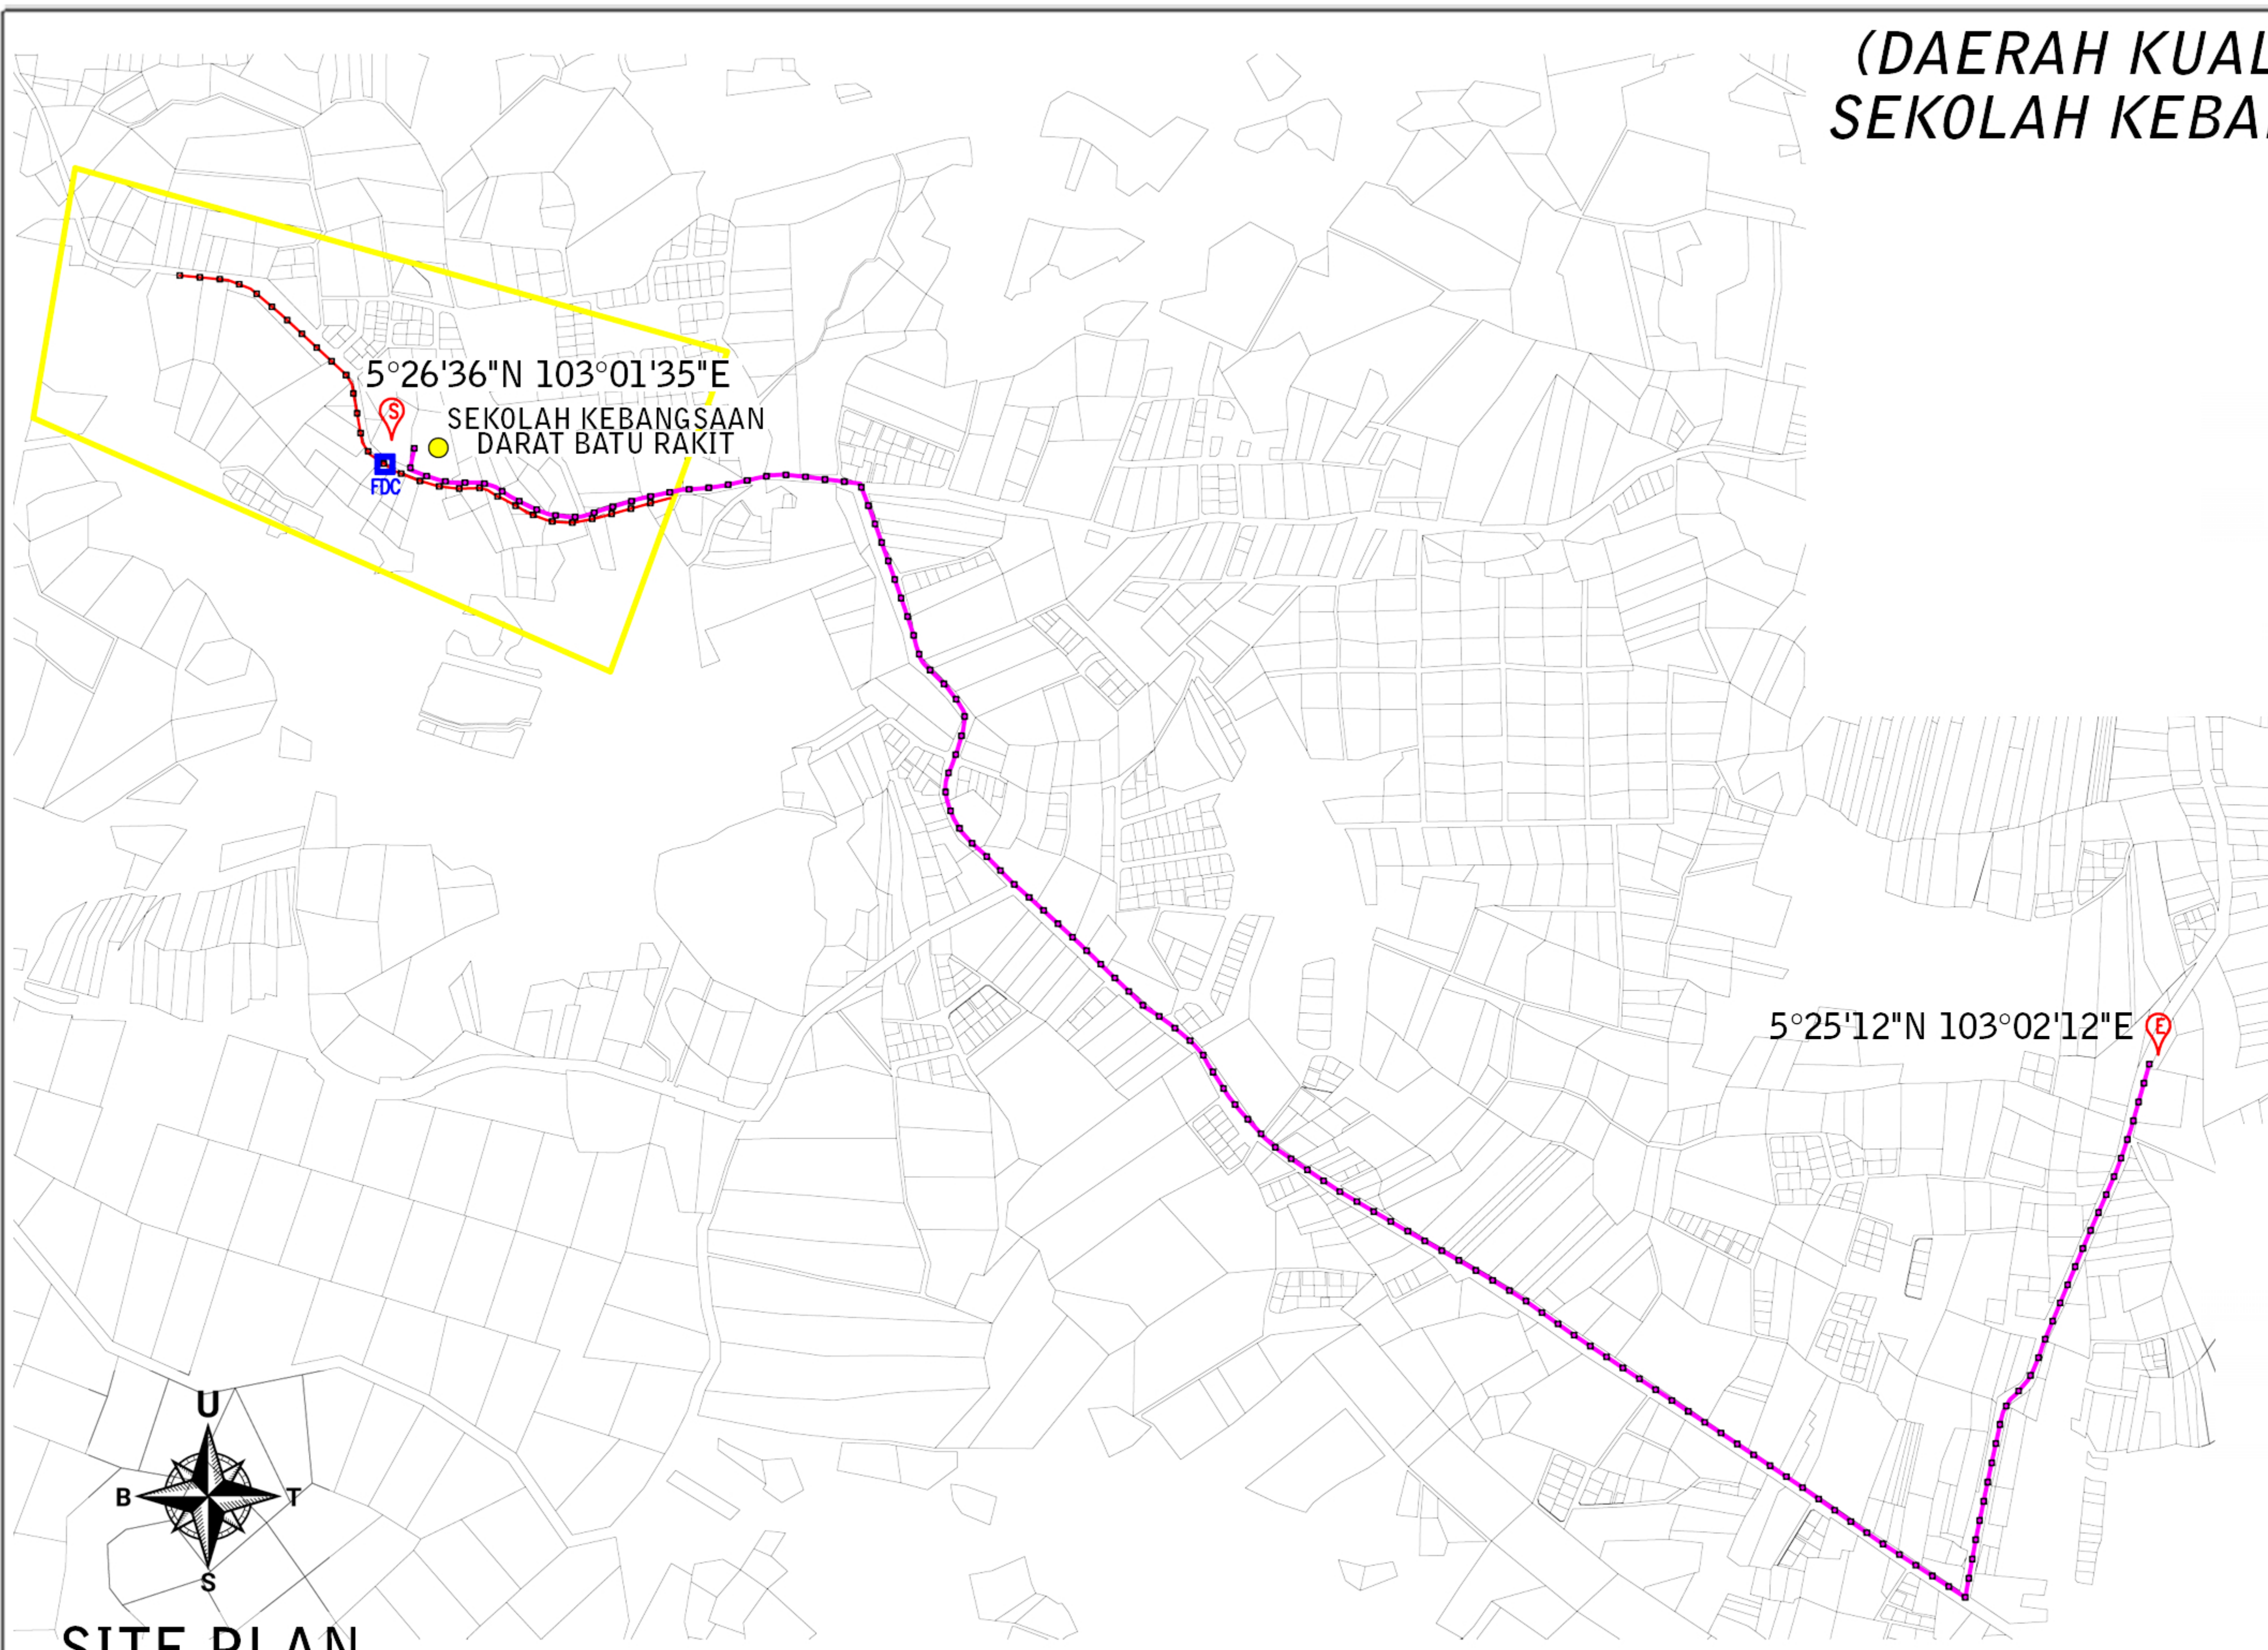 (DAERAH KUAL
SEKOLAH KEBA
5°26'36"N 103°01'35"E
S
SEKOLAH KEBANGSAAN
DARAT BATU RAKIT
FDC
5°25'12"N 103°02'12"E
E
U
B
T
S
SITE PLAN